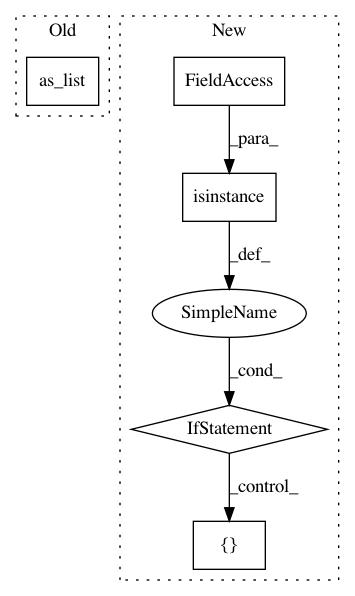 Old
New
as_list
FieldAccess
_para_
isinstance
_def_
SimpleName
_cond_
IfStatement
_control_
{}